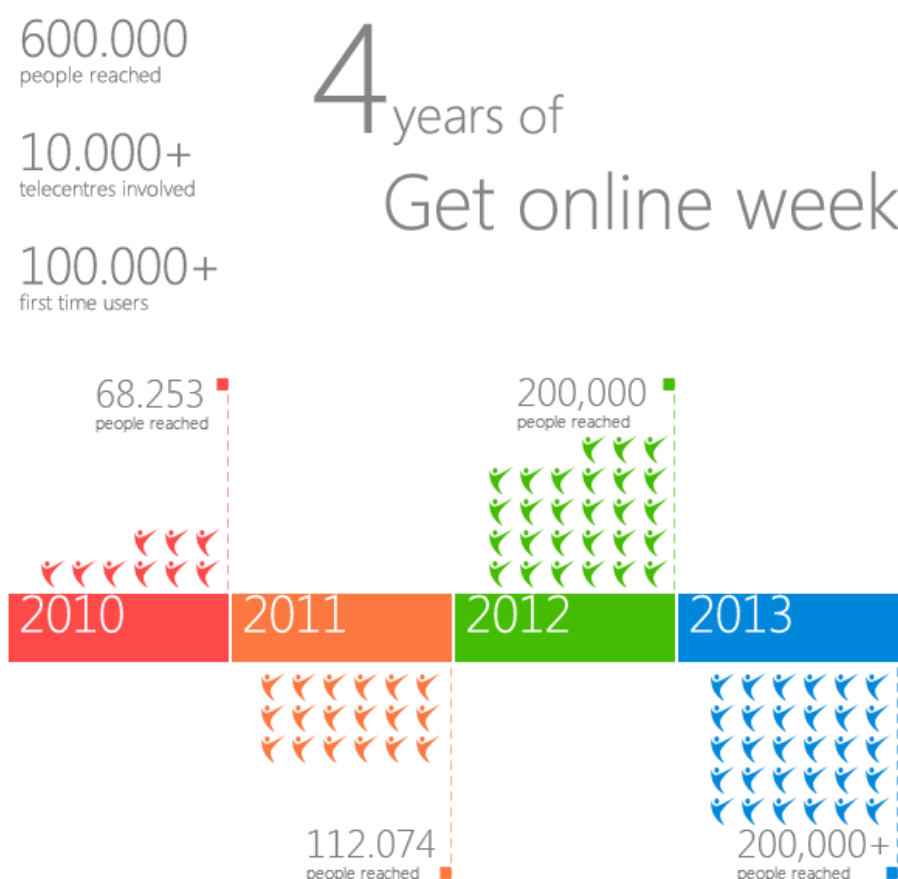 600.000
people reached
10.000+
telecentres involved
100.000+
first time users
4 years of
Get online week
68.253
people reached
200,000
people reached
2010
2011
2012
2013
112.074
people reached
200,000+
people reached